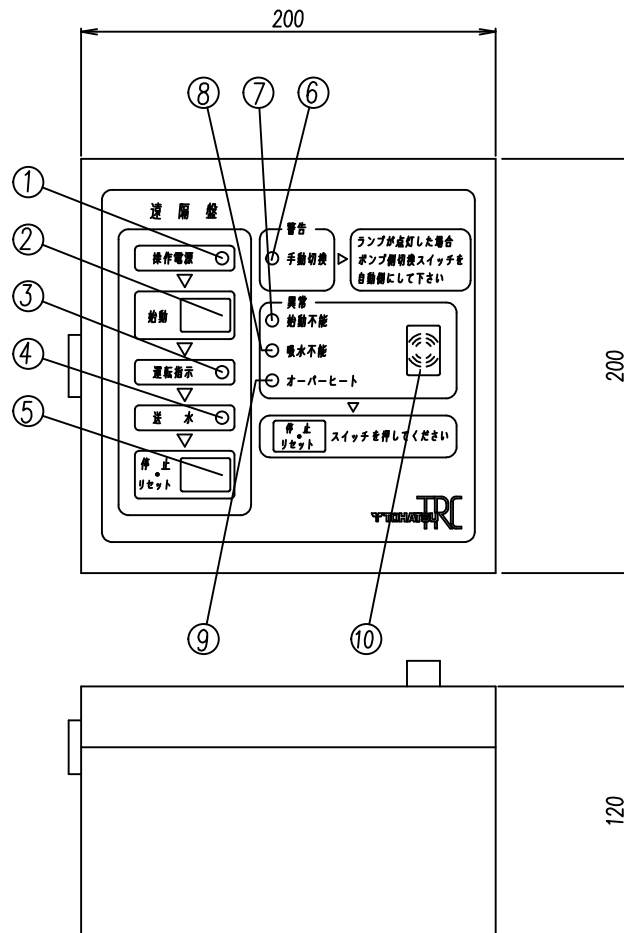 200
⑧ ⑦ ⑥
①
②
③
④
⑤
遠隔盤
操作電源
始動
運転指示
送水
停止
・
リセット
警告
手動切換
ランプが点灯した場合
ポンプ側切換スイッチを
自動側にして下さい
異常
始動不能
吸水不能
オーバーヒート
停止
・
リセット
スイッチを押してください
TOHATSU TRC
200
⑨ ⑩
120